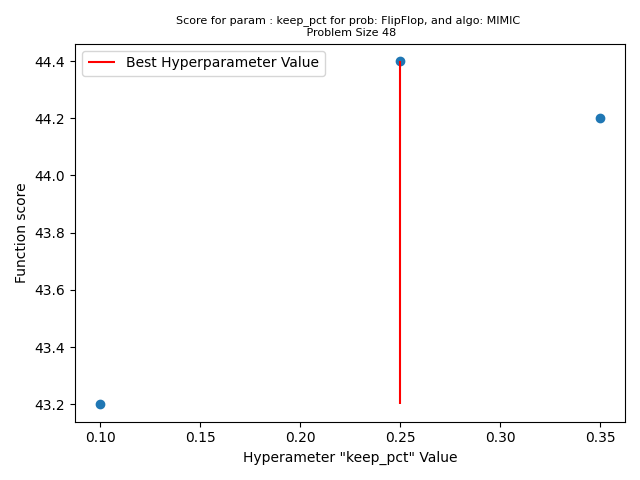 Score for param : keep_pct for prob: FlipFlop, and algo: MIMIC
Problem Size 48
Best Hyperparameter Value
44.4
44.2
44.0
43.8
43.6
43.4
43.2
Function score
0.10 0.15 0.20 0.25 0.30 0.35
Hyperameter "keep_pct" Value